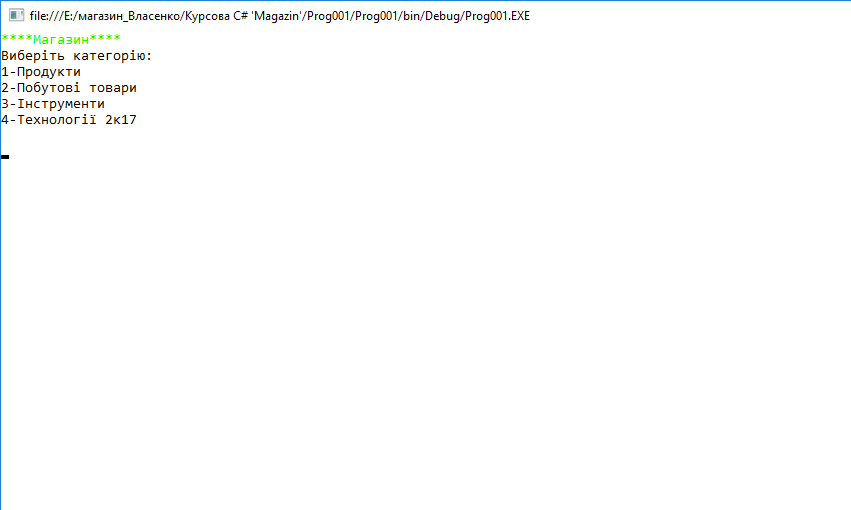 file:///E:/магазин_Власенко/Курсова C# 'Magazin'/Prog001/Prog001/bin/Debug/Prog001.EXE
****Магазин****
Виберіть категорію:
1-Продукти
2-Побутові товари
3-Інструменти
4-Технології 2к17